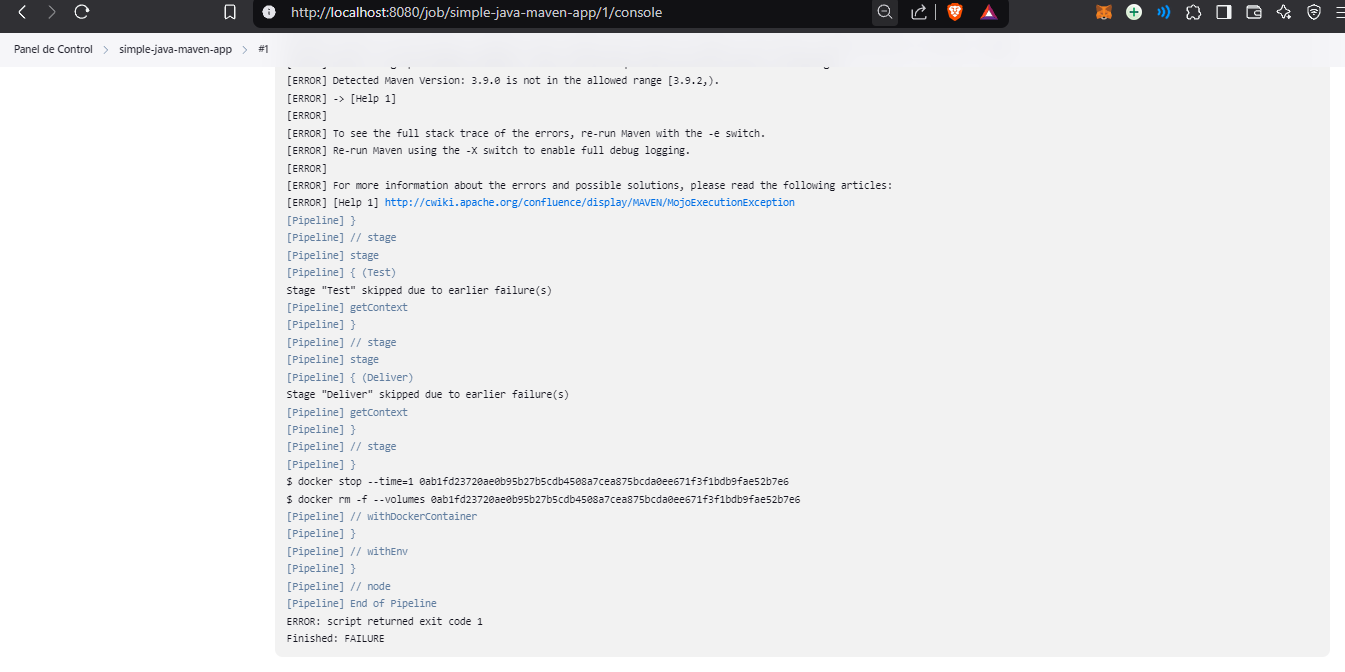 http://localhost:8080/job/simple-java-maven-app/1/console
Panel de Control > simple-java-maven-app > #1
[ERROR] Detected Maven Version: 3.9.0 is not in the allowed range [3.9.2,).
[ERROR] -> [Help 1]
[ERROR]
[ERROR] To see the full stack trace of the errors, re-run Maven with the -e switch.
[ERROR] Re-run Maven using the -X switch to enable full debug logging.
[ERROR]
[ERROR] For more information about the errors and possible solutions, please read the following articles:
[ERROR] [Help 1] http://cwiki.apache.org/confluence/display/MAVEN/MojoExecutionException
[Pipeline] }
[Pipeline] // stage
[Pipeline] stage
[Pipeline] { (Test)
Stage "Test" skipped due to earlier failure(s)
[Pipeline] getContext
[Pipeline] }
[Pipeline] // stage
[Pipeline] stage
[Pipeline] { (Deliver)
Stage "Deliver" skipped due to earlier failure(s)
[Pipeline] getContext
[Pipeline] }
[Pipeline] // stage
[Pipeline] }
$ docker stop --time=1 0ab1fd23720ae0b95b27b5cdb4508a7cea875bcda0ee671f3f1bdb9fae52b7e6
$ docker rm -f --volumes 0ab1fd23720ae0b95b27b5cdb4508a7cea875bcda0ee671f3f1bdb9fae52b7e6
[Pipeline] // withDockerContainer
[Pipeline] }
[Pipeline] // withEnv
[Pipeline] }
[Pipeline] // node
[Pipeline] End of Pipeline
ERROR: script returned exit code 1
Finished: FAILURE